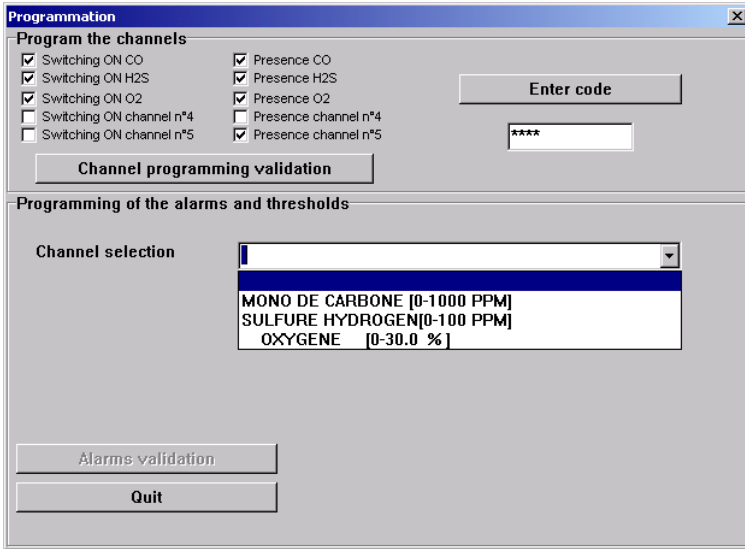 Programmation
Program the channels
Switching ON CO
Presence CO
Switching ON H2S
Presence H2S
Switching ON O2
Presence O2
Switching ON channel n°4
Presence channel n°4
Switching ON channel n°5
Presence channel n°5
Enter code
****
Channel programming validation
Programming of the alarms and thresholds
Channel selection
MONO DE CARBONE [0-1000 PPM]
SULFURE HYDROGEN[0-100 PPM]
OXYGENE [0-30.0 % ]
Alarms validation
Quit